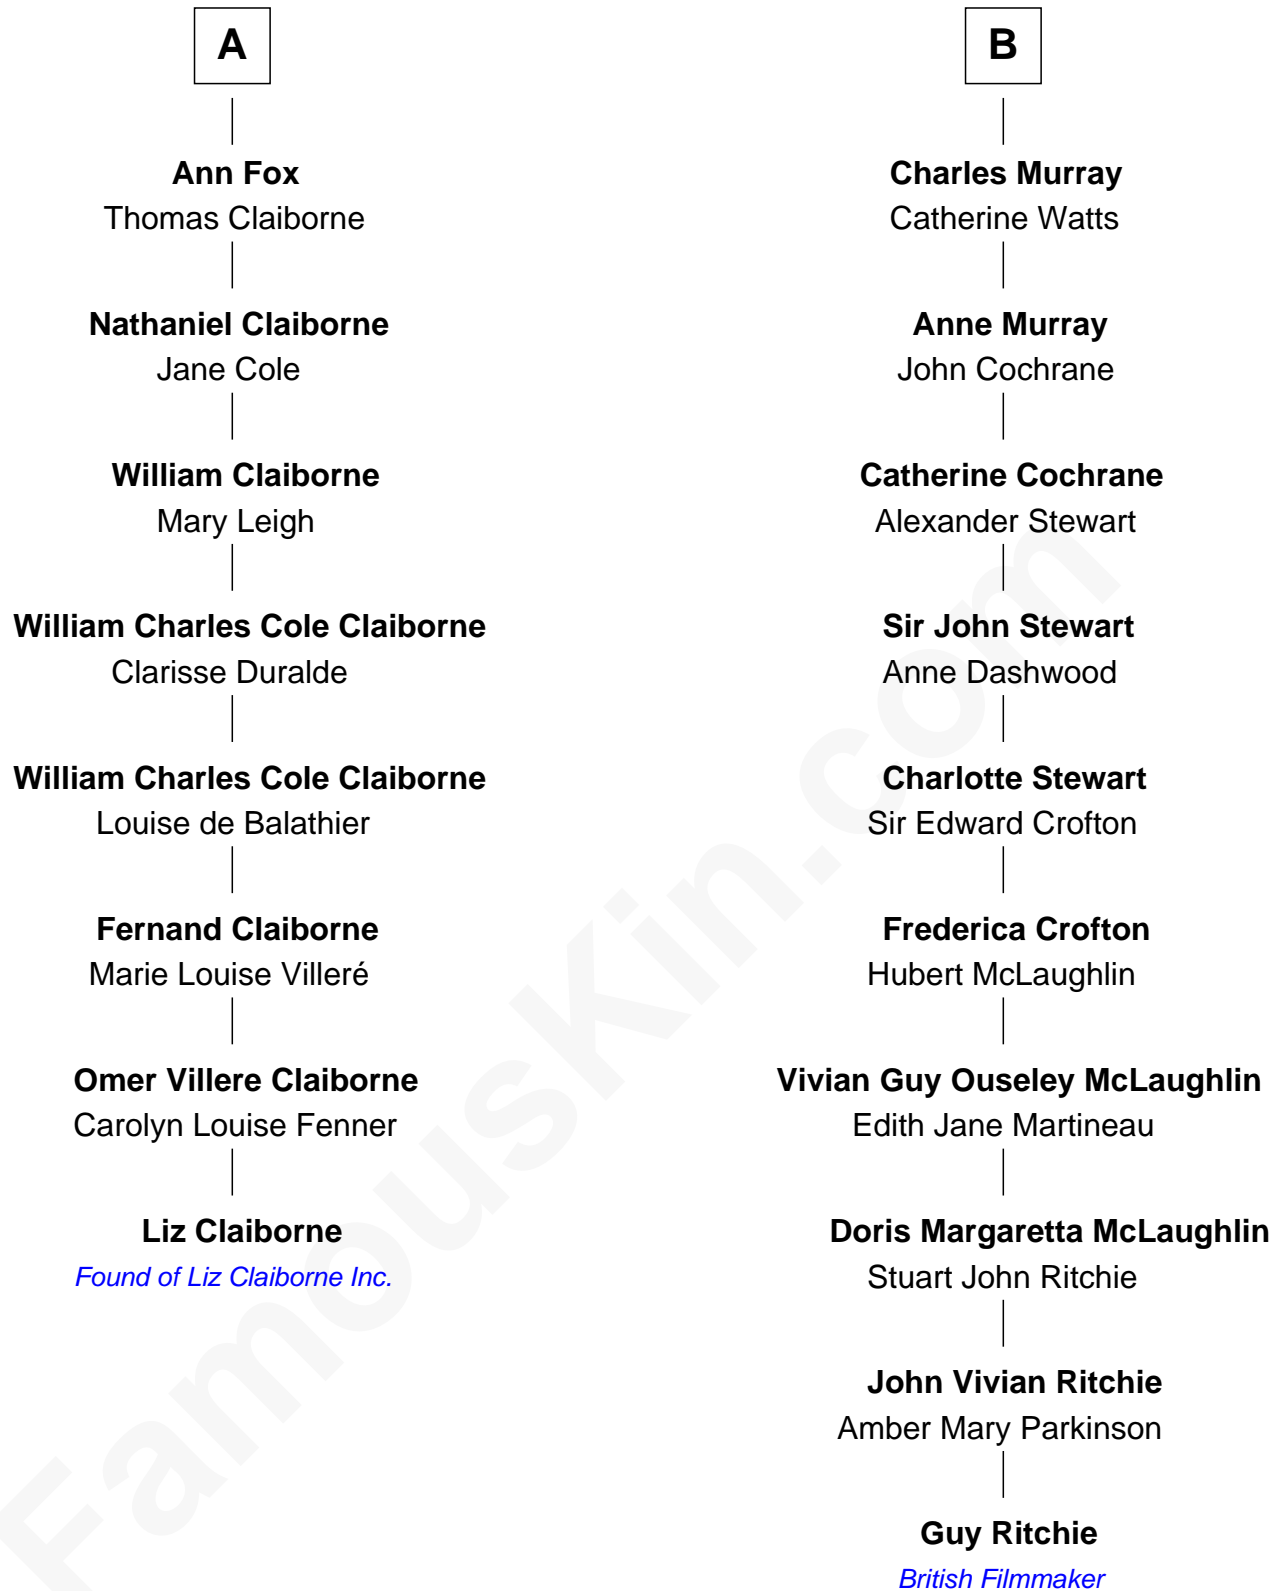 A
Ann Fox
Thomas Claiborne
Nathaniel Claiborne
Jane Cole
William Claiborne
Mary Leigh
William Charles Cole Claiborne
Clarisse Duralde
William Charles Cole Claiborne
Louise de Balathier
Fernand Claiborne
Marie Louise Villeré
Omer Villere Claiborne
Carolyn Louise Fenner
Liz Claiborne
Found of Liz Claiborne Inc.
B
Charles Murray
Catherine Watts
Anne Murray
John Cochrane
Catherine Cochrane
Alexander Stewart
Sir John Stewart
Anne Dashwood
Charlotte Stewart
Sir Edward Crofton
Frederica Crofton
Hubert McLaughlin
Vivian Guy Ouseley McLaughlin
Edith Jane Martineau
Doris Margaretta McLaughlin
Stuart John Ritchie
John Vivian Ritchie
Amber Mary Parkinson
Guy Ritchie
British Filmmaker
FamousKin.com